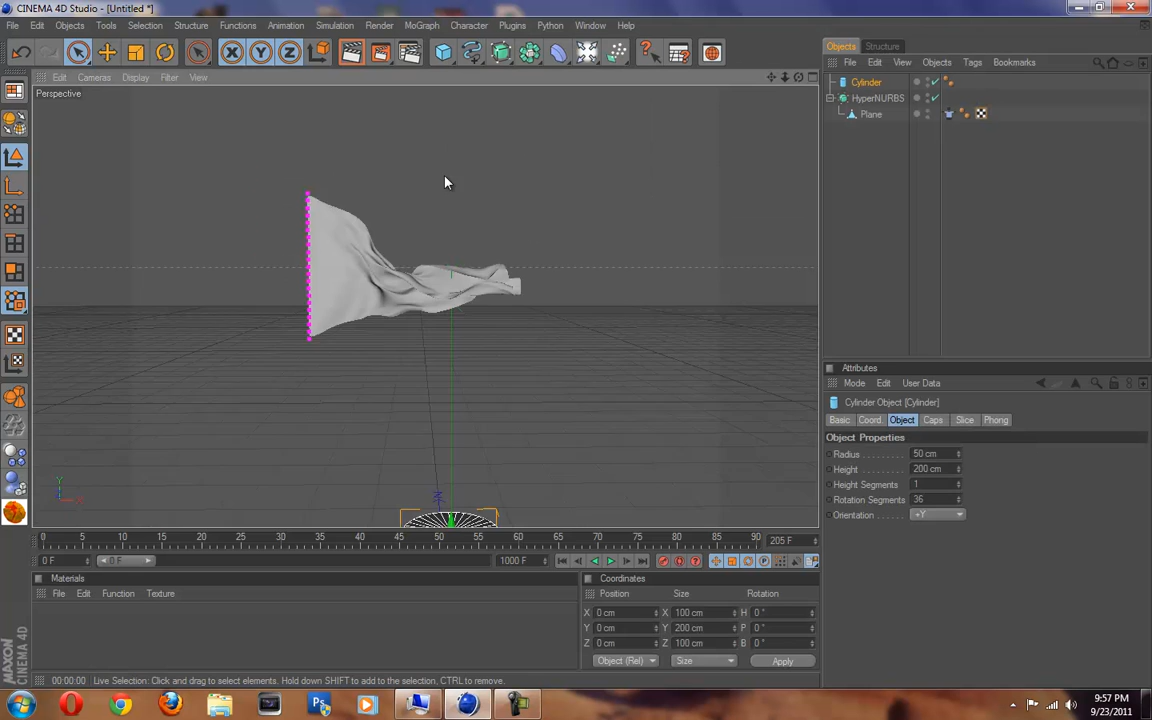 CINEMA 4D Studio - [Untitled *]
File Edit Objects Tools Selection Structure Functions Animation Simulation Render MoGraph Character Plugins Python Window Help
X Y Z
Objects Structure
File Edit View Objects Tags Bookmarks
Cylinder
HyperNURBS
Plane
Edit Cameras Display Filter View
Perspective
Y
X
Z
Attributes
Mode Edit User Data
Cylinder Object [Cylinder]
Basic Coord. Object Caps Slice Phong
Object Properties
Radius 50 cm
Height 200 cm
Height Segments 1
Rotation Segments 36
Orientation +Y
0 5 10 15 20 25 30 35 40 45 50 55 60 65 70 75 80 85 90 205 F
0 F 0 F 1000 F
Materials
File Edit Function Texture
Coordinates
Position Size Rotation
X 0 cm X 100 cm H 0 °
Y 0 cm Y 200 cm P 0 °
Z 0 cm Z 100 cm B 0 °
Object (Rel) Size Apply
MAXON CINEMA 4D
00:00:00 Live Selection: Click and drag to select elements. Hold down SHIFT to add to the selection, CTRL to remove.
Ps
9:57 PM
9/23/2011